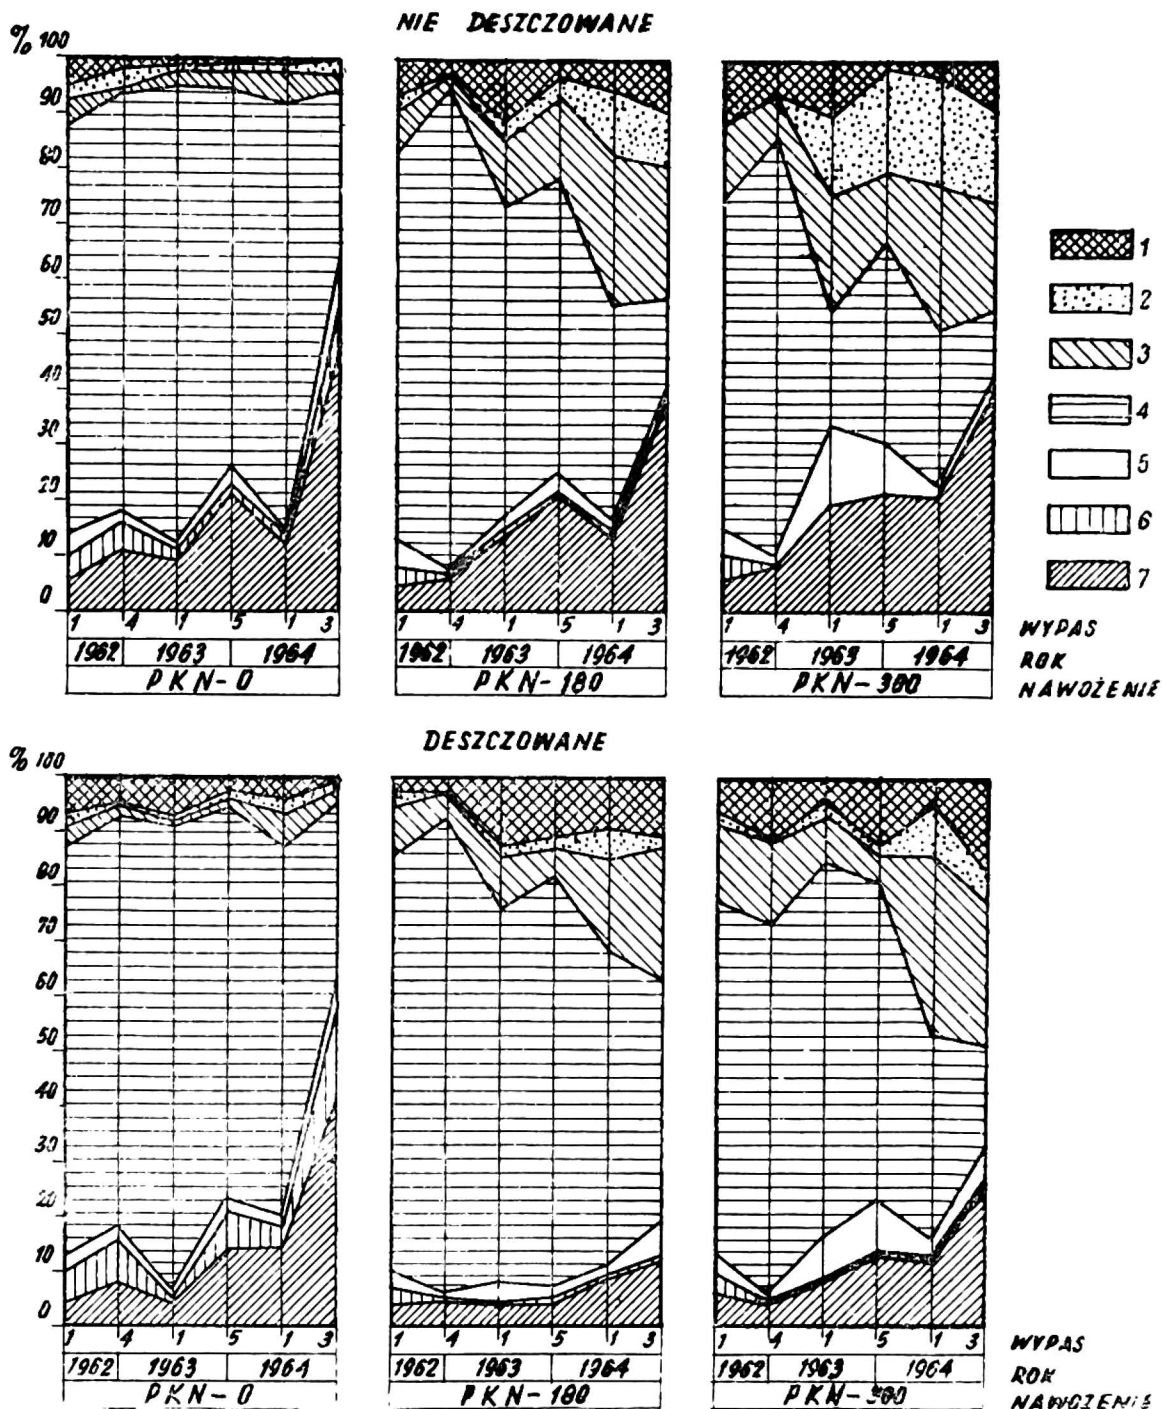 NIE DESZCZOWANE
% 100
90
80
70
60
50
40
30
20
10
0
1
2
3
4
5
6
7
1 4 1 5 1 3
1 4 1 5 1 3
1 4 1 5 1 3
WYPAS
1962 1963 1964
1962 1963 1964
1962 1963 1964
ROK
PKN-0
PKN-180
PKN-300
NAWOŻENIE
DESZCZOWANE
% 100
90
80
70
60
50
40
30
20
10
0
1 4 1 5 1 3
1 4 1 5 1 3
1 4 1 5 1 3
WYPAS
1962 1963 1964
1962 1963 1964
1962 1963 1964
ROK
PKN-0
PKN-180
PKN-300
NAWOŻENIE